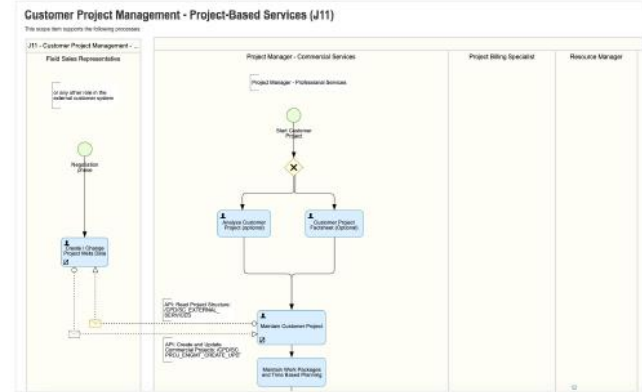 Customer Project Management - Project-Based Services (J11)
This scope item supports the following processes:
J11 - Customer Project Management - ...
Field Sales Representative
Project Manager - Commercial Services
Project Billing Specialist
Resource Manager
or any other role in the
external customer system
Project Manager - Professional Services
Start Customer
Project
Negotiation
phase
Analyze Customer
Project (optional)
Customer Project
Factsheet (Optional)
Create / Change
Project Meta Data
API: Read Project Structure:
/CPD/SC_EXTERNAL_
SERVICES
Maintain Customer Project
API: Create and Update
Commercial Projects: /CPD/SC_
PROJ_ENGMT_CREATE_UPD
Maintain Work Packages
and Time Based Planning